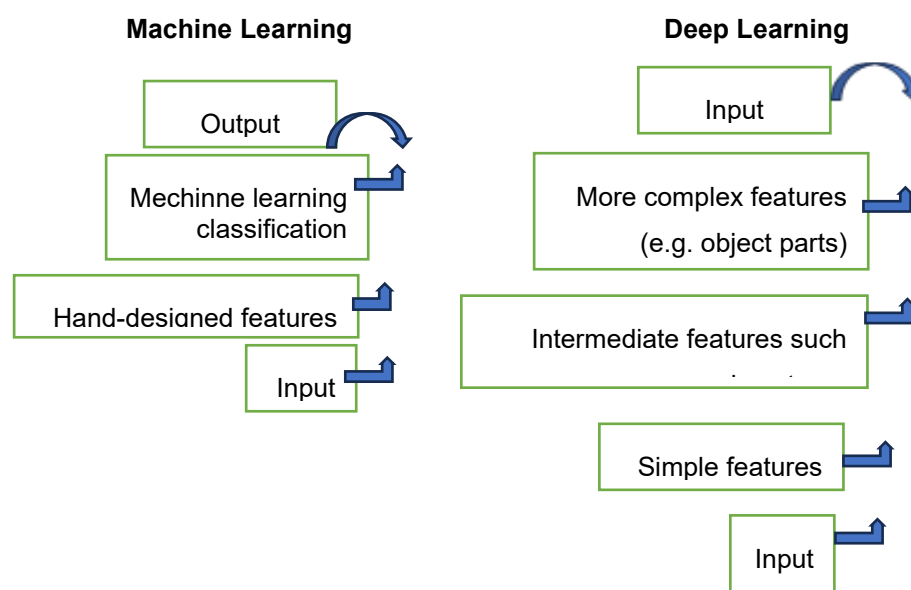 Machine Learning
Output
Mechinne learning
classification
Hand-designed features
Input
Deep Learning
Input
More complex features
(e.g. object parts)
Intermediate features such
Simple features
Input